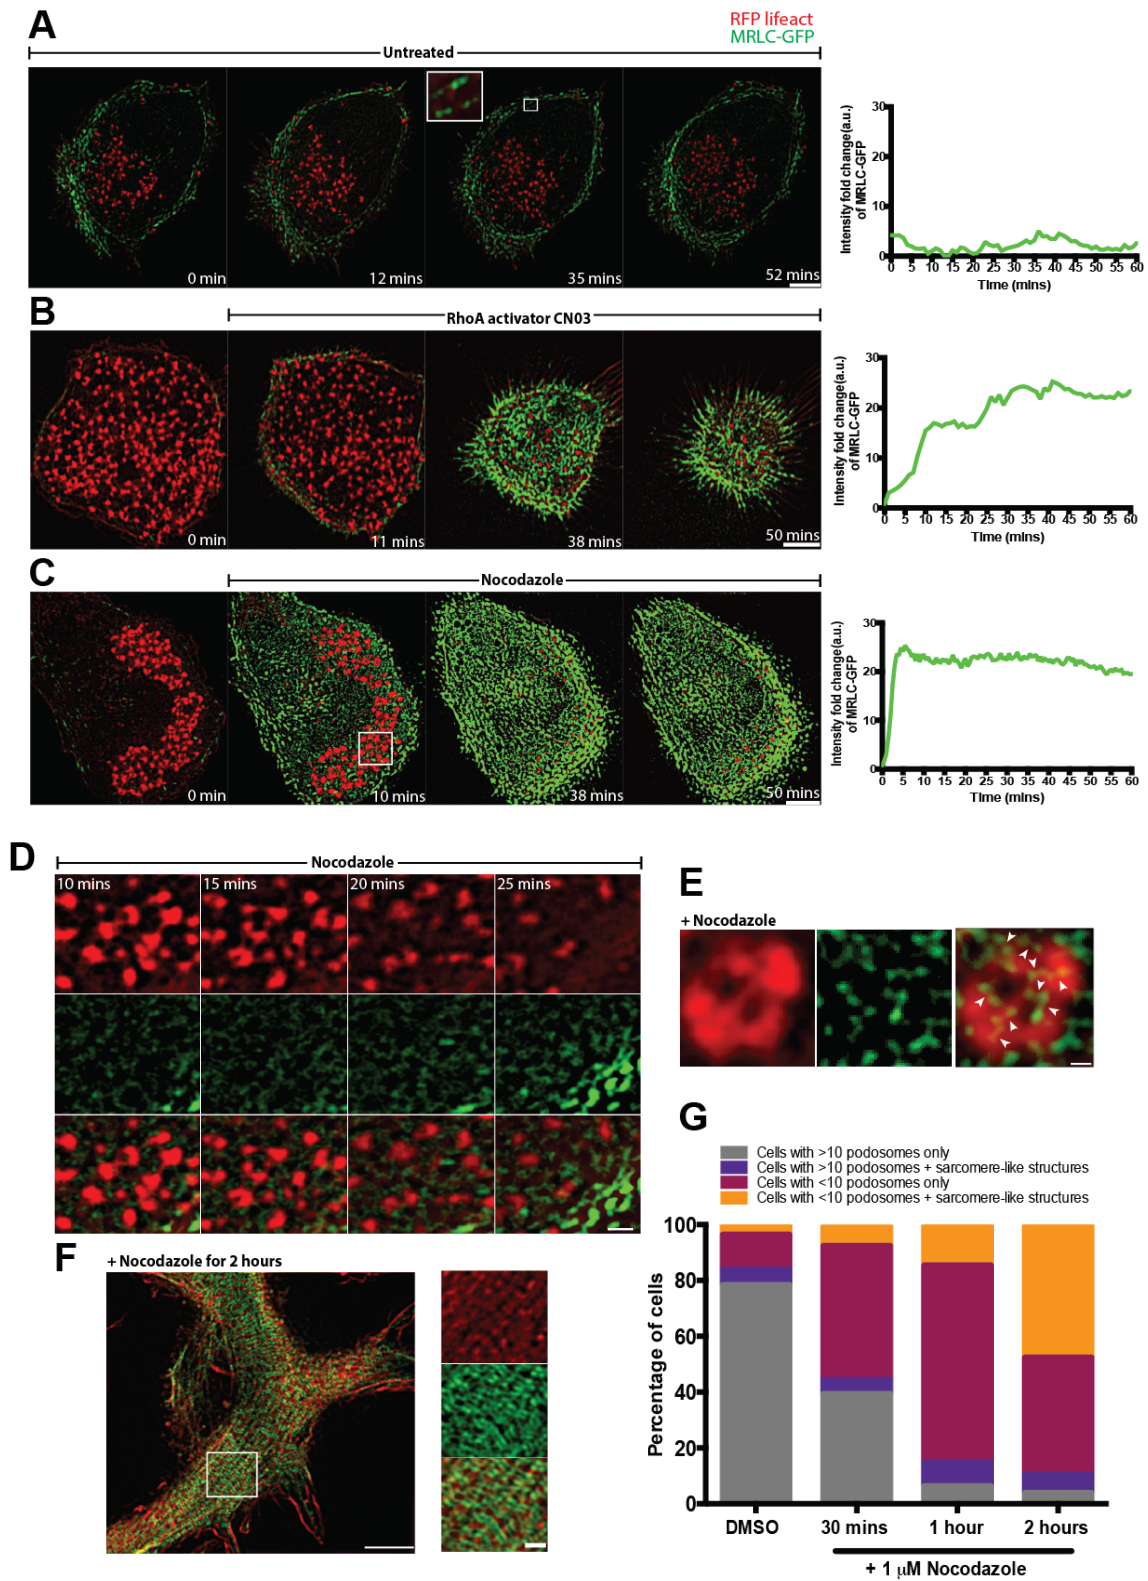 A
RFP lifeact
MRLC-GFP
Untreated
0 min
12 mins
35 mins
52 mins
Intensity fold change(a.u.)
of MRLC-GFP
30
20
10
0
0 5 10 15 20 25 30 35 40 45 50 55 60
Time (mins)
B
RhoA activator CN03
0 min
11 mins
38 mins
50 mins
Intensity fold change(a.u.)
of MRLC-GFP
30
20
10
0
0 5 10 15 20 25 30 35 40 45 50 55 60
Time (mins)
C
Nocodazole
0 min
10 mins
38 mins
50 mins
Intensity fold change(a.u.)
of MRLC-GFP
30
20
10
0
0 5 10 15 20 25 30 35 40 45 50 55 60
Time (mins)
D
Nocodazole
10 mins
15 mins
20 mins
25 mins
E
+ Nocodazole
F
+ Nocodazole for 2 hours
G
Cells with >10 podosomes only
Cells with >10 podosomes + sarcomere-like structures
Cells with <10 podosomes only
Cells with <10 podosomes + sarcomere-like structures
Percentage of cells
100
80
60
40
20
0
DMSO
30 mins
1 hour
2 hours
+ 1 μM Nocodazole